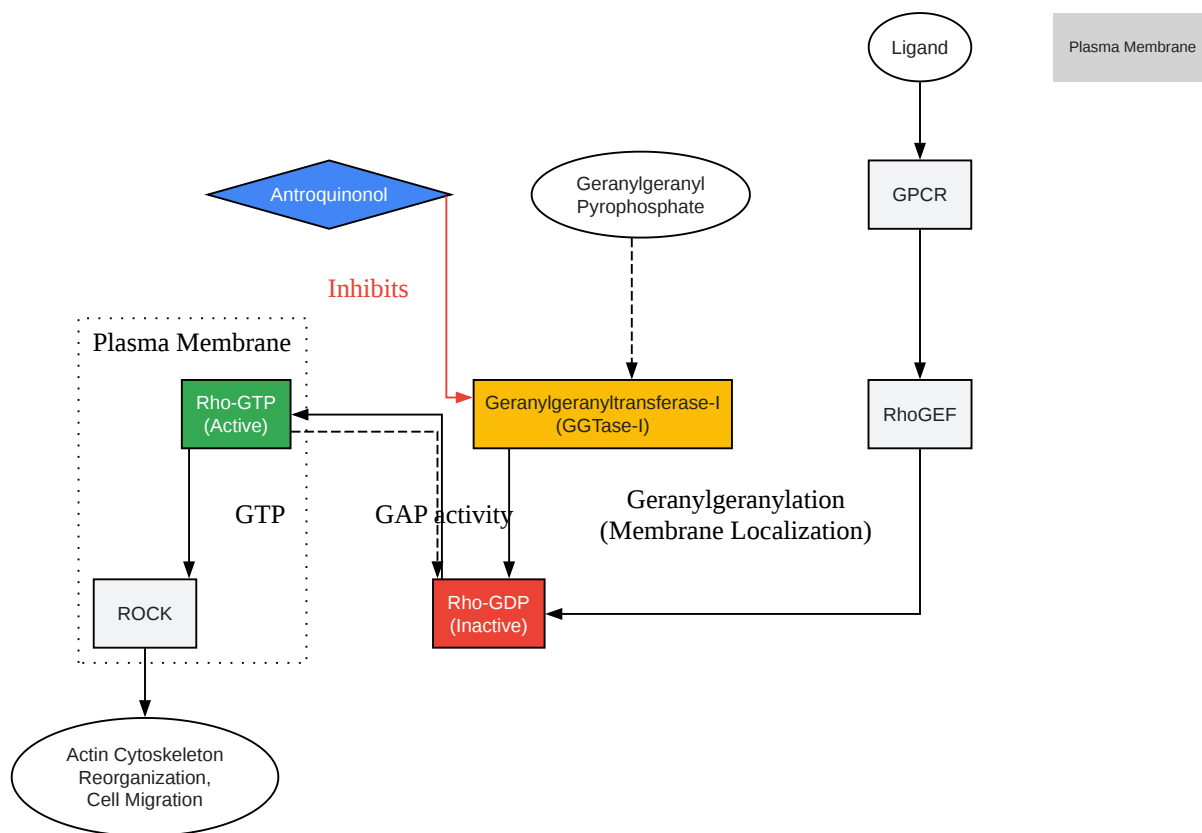 Ligand
Plasma Membrane
Antroquinonol
Geranylgeranyl
Pyrophosphate
GPCR
Inhibits
Plasma Membrane
Rho-GTP
(Active)
Geranylgeranyltransferase-I
(GGTase-I)
RhoGEF
GTP
GAP activity
Geranylgeranylation
(Membrane Localization)
ROCK
Rho-GDP
(Inactive)
Actin Cytoskeleton
Reorganization,
Cell Migration